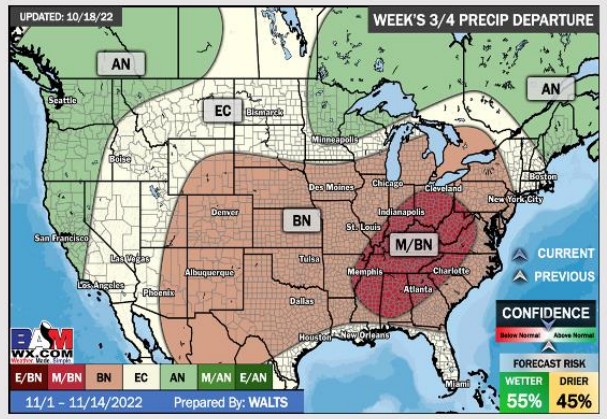 UPDATED: 10/18/22
WEEK'S 3/4 PRECIP DEPARTURE
AN
AN
Seattle
EC
Bismarck
Minneapolis
Boise
Boston
Des Moines
Chicago
Cleveland
New York City
Denver
BN
Indianapolis
San Francisco
St. Louis
M/BN
Las Vegas
Tulsa
CURRENT
Albuquerque
Memphis
Charlotte
PREVIOUS
Los Angeles
Phoenix
Atlanta
Dallas
CONFIDENCE
Houston
New Orleans
Below Normal
Above Normal
BAM
WX.COM
Weather. Made. Simple
FORECAST RISK
E/BN M/BN BN EC AN M/AN E/AN
Miami
WETTER DRIER
55% 45%
11/1 - 11/14/2022
Prepared By: WALTS